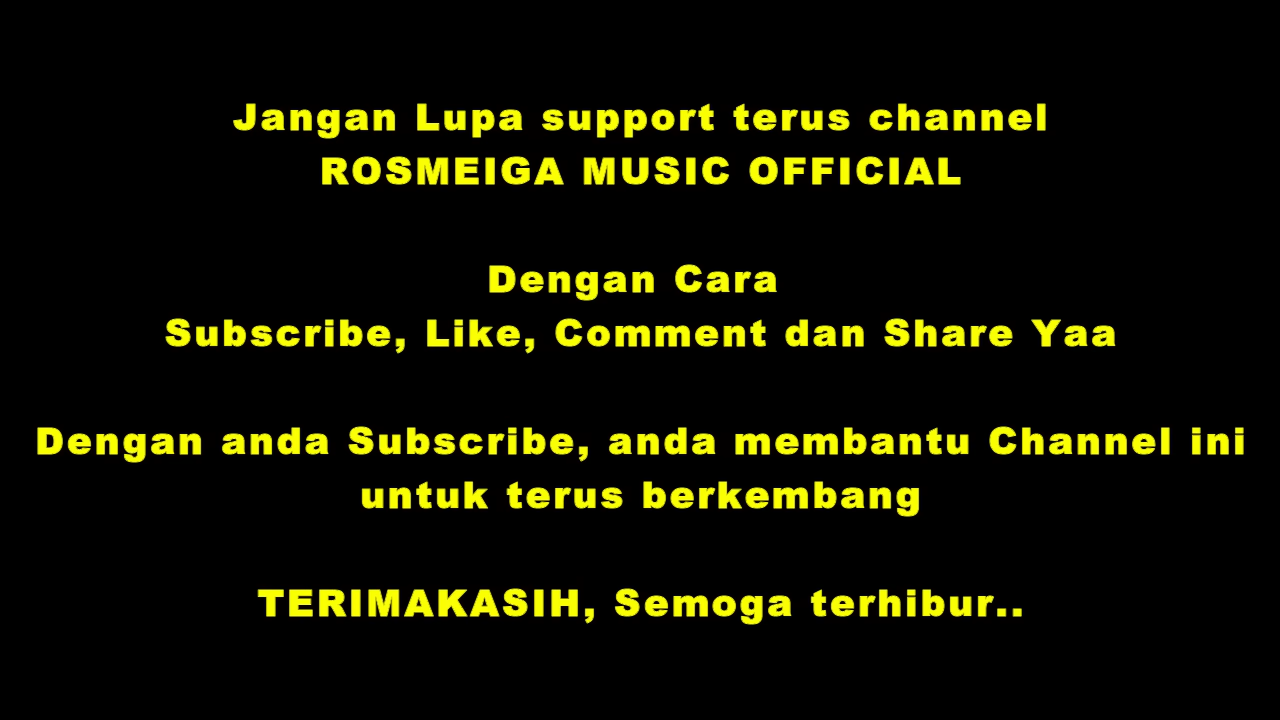 Jangan Lupa support terus channel
ROSMEIGA MUSIC OFFICIAL
Dengan Cara
Subscribe, Like, Comment dan Share Yaa
Dengan anda Subscribe, anda membantu Channel ini
untuk terus berkembang
TERIMAKASIH, Semoga terhibur..